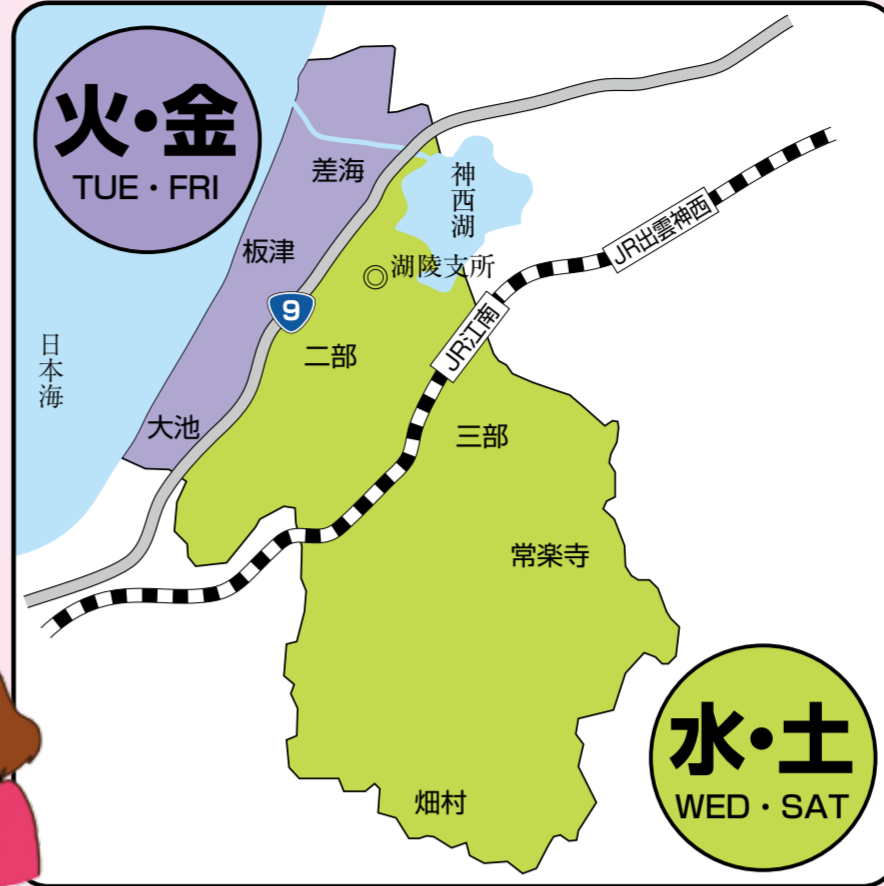 火・金
TUE・FRI
差海
神西湖
JR出雲神西
板津
湖陵支所
9
JR江南
日本海
二部
大池
三部
常楽寺
水・土
WED・SAT
畑村